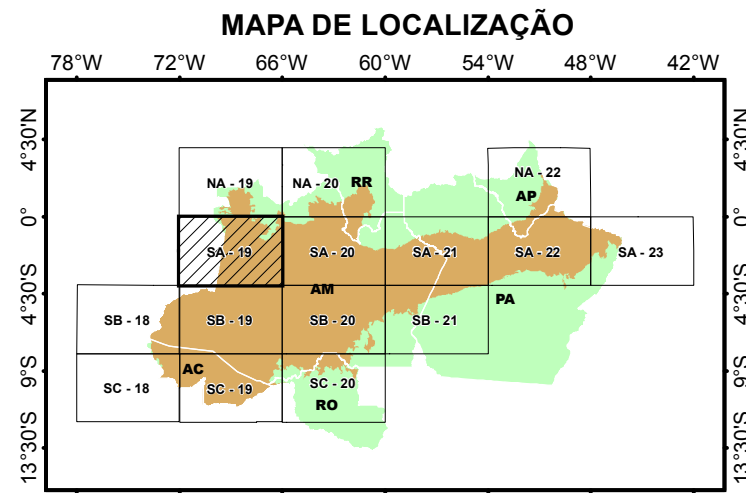 MAPA DE LOCALIZAÇÃO
78°W 72°W 66°W 60°W 54°W 48°W 42°W
4°30'N 4°30'N
NA - 19 NA - 20 RR NA - 22
AP
0° 0°
SA - 19 SA - 20 SA - 21 SA - 22 SA - 23
4°30'S AM PA 4°30'S
SB - 18 SB - 19 SB - 20 SB - 21
9°S AC 9°S
SC - 18 SC - 19 SC - 20
RO
13°30'S 13°30'S